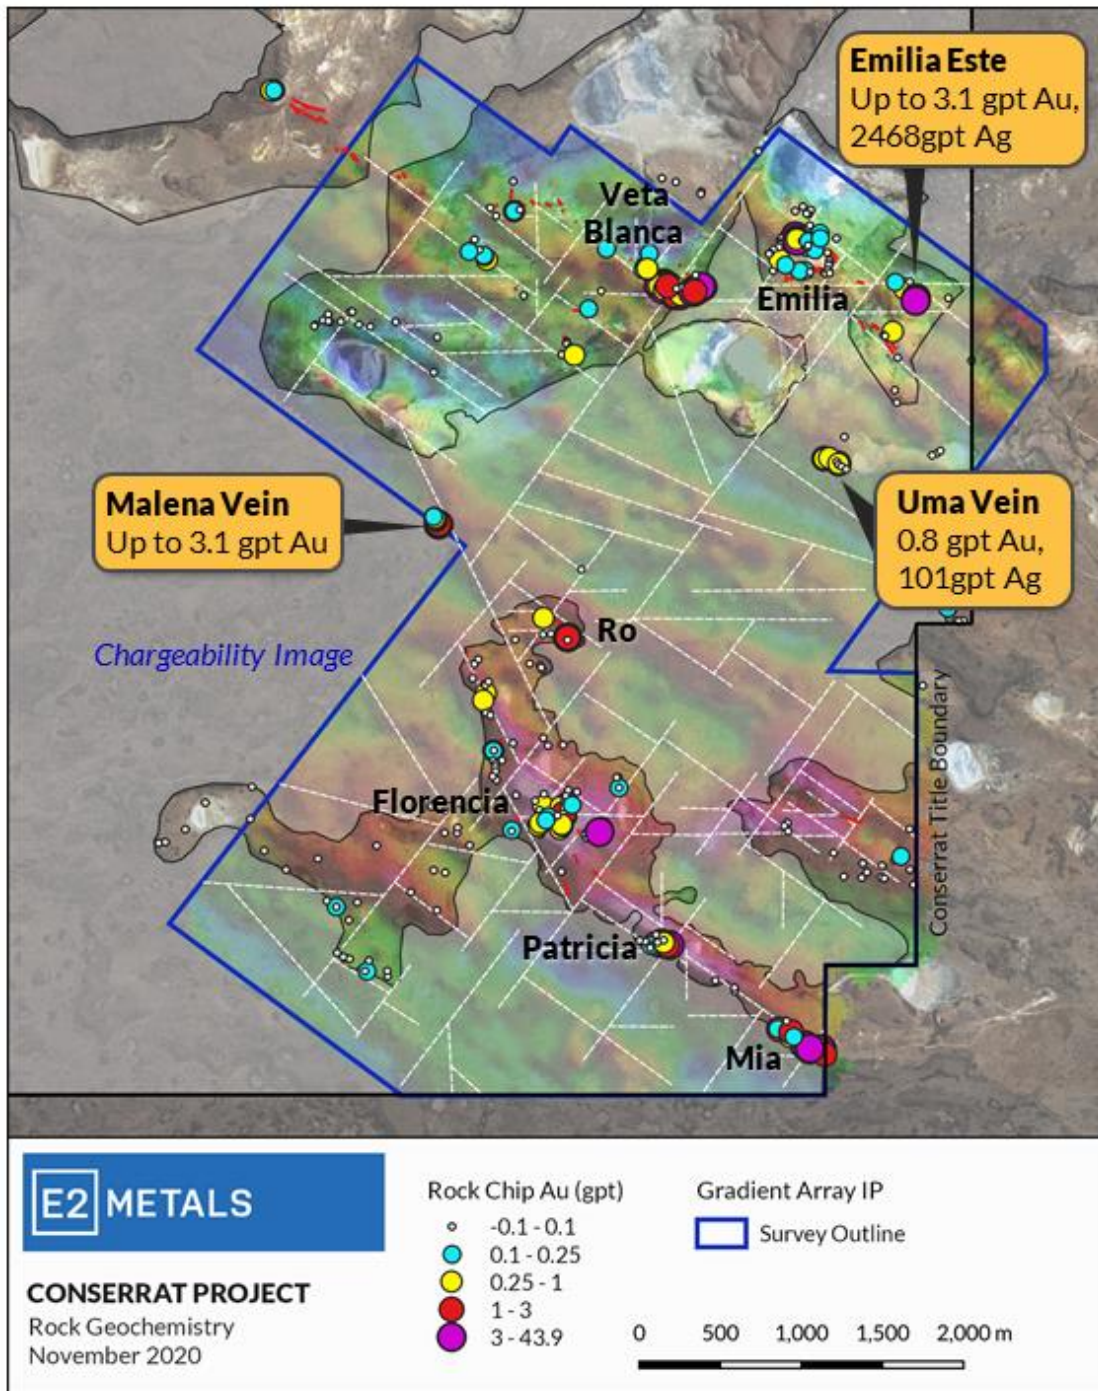 Emilia Este
Up to 3.1 gpt Au,
2468gpt Ag
Veta
Blanca
Emilia
Malena Vein
Up to 3.1 gpt Au
Uma Vein
0.8 gpt Au,
101gpt Ag
Ro
Chargeability Image
Conserrat Title Boundary
Florencia
Patricia
Mia
E2 METALS
CONSERRAT PROJECT
Rock Geochemistry
November 2020
Rock Chip Au (gpt)
-0.1 - 0.1
0.1 - 0.25
0.25 - 1
1 - 3
3 - 43.9
Gradient Array IP
Survey Outline
0 500 1,000 1,500 2,000 m